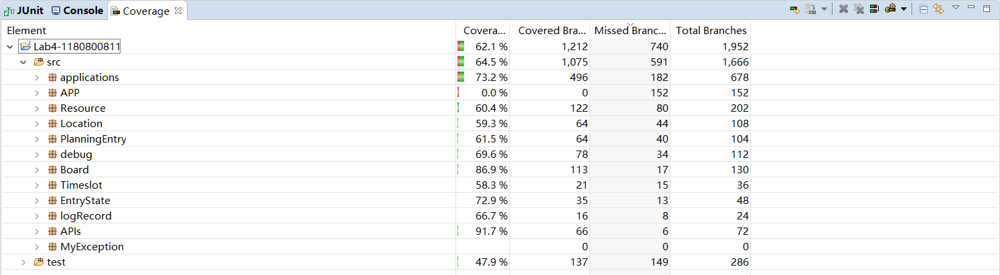 JUnit Console Coverage
Element Covera... Covered Bra... Missed Branc... Total Branches
Lab4-1180800811 62.1 % 1,212 740 1,952
src 64.5 % 1,075 591 1,666
applications 73.2 % 496 182 678
APP 0.0 % 0 152 152
Resource 60.4 % 122 80 202
Location 59.3 % 64 44 108
PlanningEntry 61.5 % 64 40 104
debug 69.6 % 78 34 112
Board 86.9 % 113 17 130
Timeslot 58.3 % 21 15 36
EntryState 72.9 % 35 13 48
logRecord 66.7 % 16 8 24
APIs 91.7 % 66 6 72
MyException 0 0 0
test 47.9 % 137 149 286